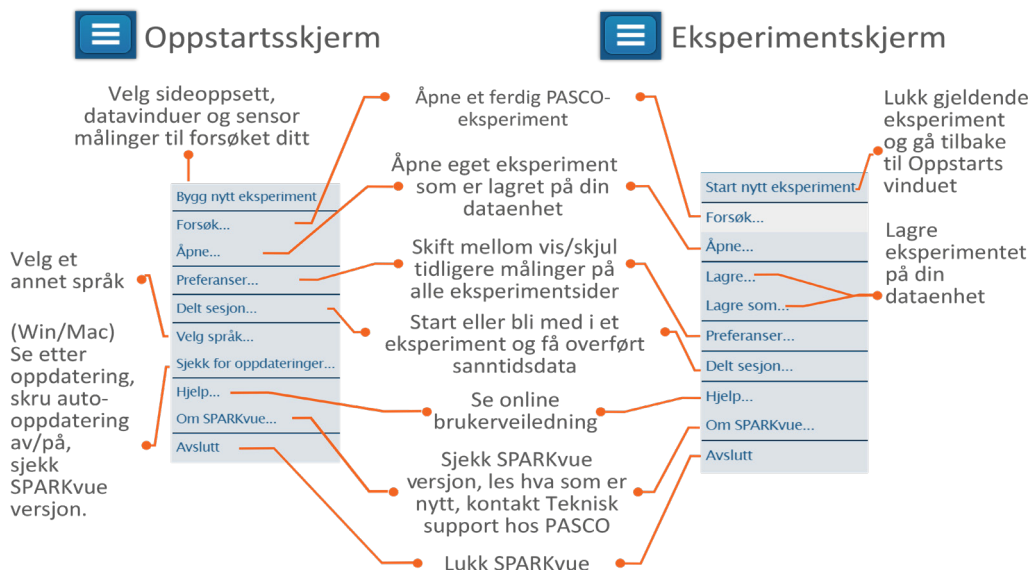 Oppstartsskjerm
Eksperimentskjerm
Velg sideoppsett,
datavinduer og sensor
målinger til forsøket ditt
Bygg nytt eksperiment
Forsøk...
Åpne...
Preferanser...
Delt sesjon...
Velg språk...
Sjekk for oppdateringer...
Hjelp...
Om SPARKvue...
Avslutt
Velg et
annet språk
(Win/Mac)
Se etter
oppdatering,
skru auto-
oppdatering
av/på,
sjekk
SPARKvue
versjon.
Åpne et ferdig PASCO-
eksperiment
Åpne eget eksperiment
som er lagret på din
dataenhet
Skift mellom vis/skjul
tidligere målinger på
alle eksperimentsider
Start eller bli med i et
eksperiment og få overført
sanntidsdata
Se online
brukerveiledning
Sjekk SPARKvue
versjon, les hva som er
nytt, kontakt Teknisk
support hos PASCO
Lukk SPARKvue
Start nytt eksperiment
Forsøk...
Åpne...
Lagre...
Lagre som...
Preferanser...
Delt sesjon...
Hjelp...
Om SPARKvue...
Avslutt
Lukk gjeldende
eksperiment
og gå tilbake
til Oppstarts
vinduet
Lagre
eksperimentet
på din
dataenhet